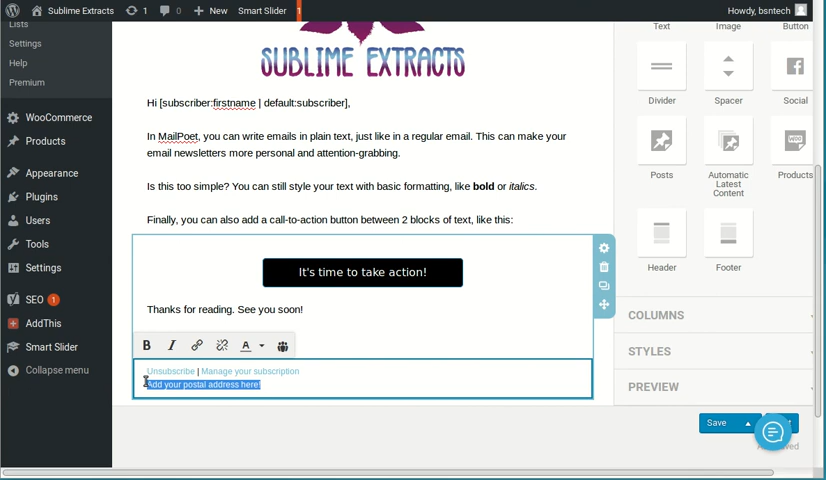 Sublime Extracts 1 0 New Smart Slider 1 Howdy, bsntech
Lists
Settings
Help
Premium
WooCommerce
Products
Appearance
Plugins
Users
Tools
Settings
SEO 1
AddThis
Smart Slider
Collapse menu
SUBLIME EXTRACTS
Hi [subscriber:firstname | default:subscriber],
In MailPoet, you can write emails in plain text, just like in a regular email. This can make your
email newsletters more personal and attention-grabbing.
Is this too simple? You can still style your text with basic formatting, like bold or italics.
Finally, you can also add a call-to-action button between 2 blocks of text, like this:
It's time to take action!
Thanks for reading. See you soon!
B I A
Unsubscribe | Manage your subscription
Add your postal address here!
Text Image Button
Divider Spacer Social
Posts Automatic Latest Content Products
WOO
Header Footer
COLUMNS
STYLES
PREVIEW
Save